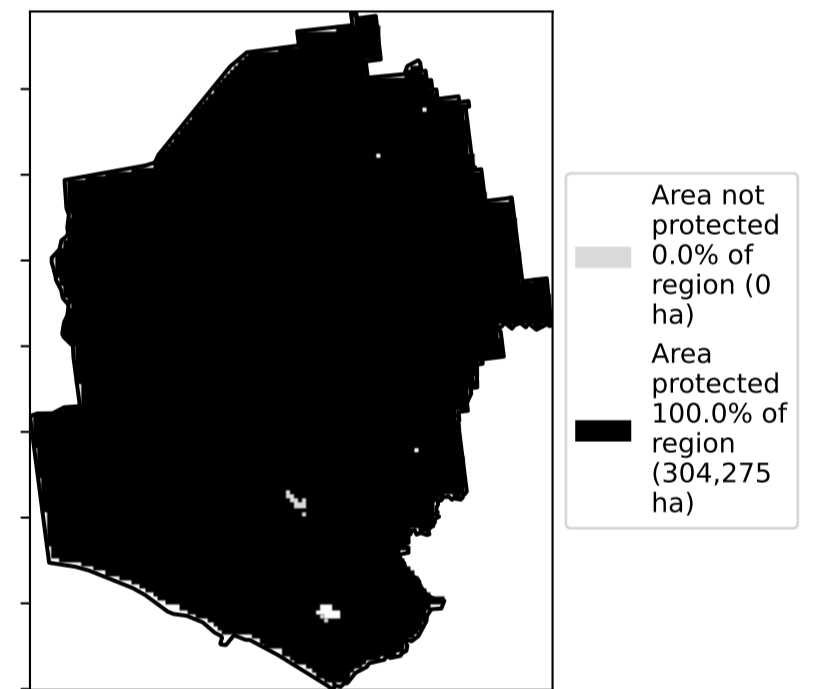 Area not
protected
0.0% of
region (0
ha)
Area
protected
100.0% of
region
(304,275
ha)